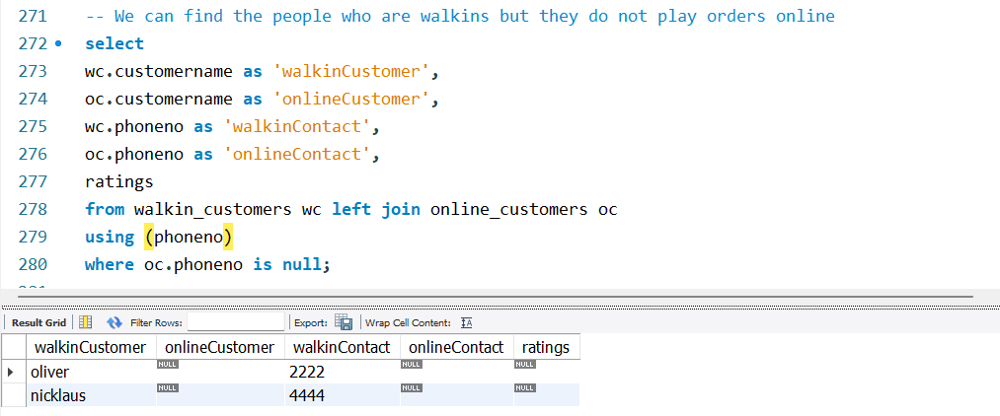 271 -- We can find the people who are walkins but they do not play orders online
272 select
273 wc.customername as 'walkinCustomer',
274 oc.customername as 'onlineCustomer',
275 wc.phoneno as 'walkinContact',
276 oc.phoneno as 'onlineContact',
277 ratings
278 from walkin_customers wc left join online_customers oc
279 using (phoneno)
280 where oc.phoneno is null;
Result Grid Filter Rows: Export: Wrap Cell Content: IA
walkinCustomer onlineCustomer walkinContact onlineContact ratings
oliver NULL 2222 NULL NULL
nicklaus NULL 4444 NULL NULL